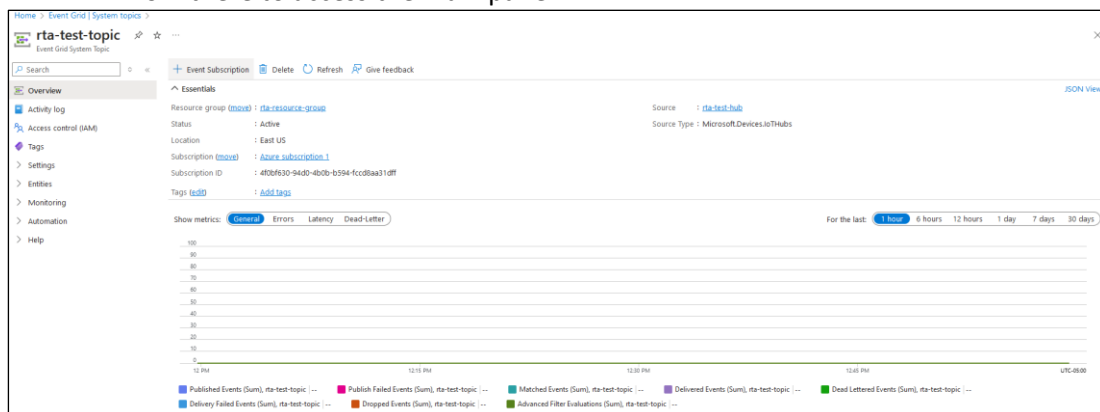 Home > Event Grid | System topics >
rta-test-topic
Event Grid System Topic
Search
Overview
Activity log
Access control (IAM)
Tags
Settings
Entities
Monitoring
Automation
Help
+ Event Subscription Delete Refresh Give feedback
Essentials JSON View
Resource group (move) : rta-resource-group
Status : Active
Location : East US
Subscription (move) : Azure subscription 1
Subscription ID : 4f0bf630-94d0-4b0b-b594-fccd8aa31dff
Tags (edit) : Add tags
Source : rta-test-hub
Source Type : Microsoft.Devices.IoTHubs
Show metrics: General Errors Latency Dead-Letter
For the last: 1 hour 6 hours 12 hours 1 day 7 days 30 days
100
90
80
70
60
50
40
30
20
10
0
12 PM 12:15 PM 12:30 PM 12:45 PM UTC-05:00
Published Events (Sum), rta-test-topic | -- Publish Failed Events (Sum), rta-test-topic | -- Matched Events (Sum), rta-test-topic | -- Delivered Events (Sum), rta-test-topic | -- Dead Lettered Events (Sum), rta-test-topic | --
Delivery Failed Events (Sum), rta-test-topic | -- Dropped Events (Sum), rta-test-topic | -- Advanced Filter Evaluations (Sum), rta-test-topic | --